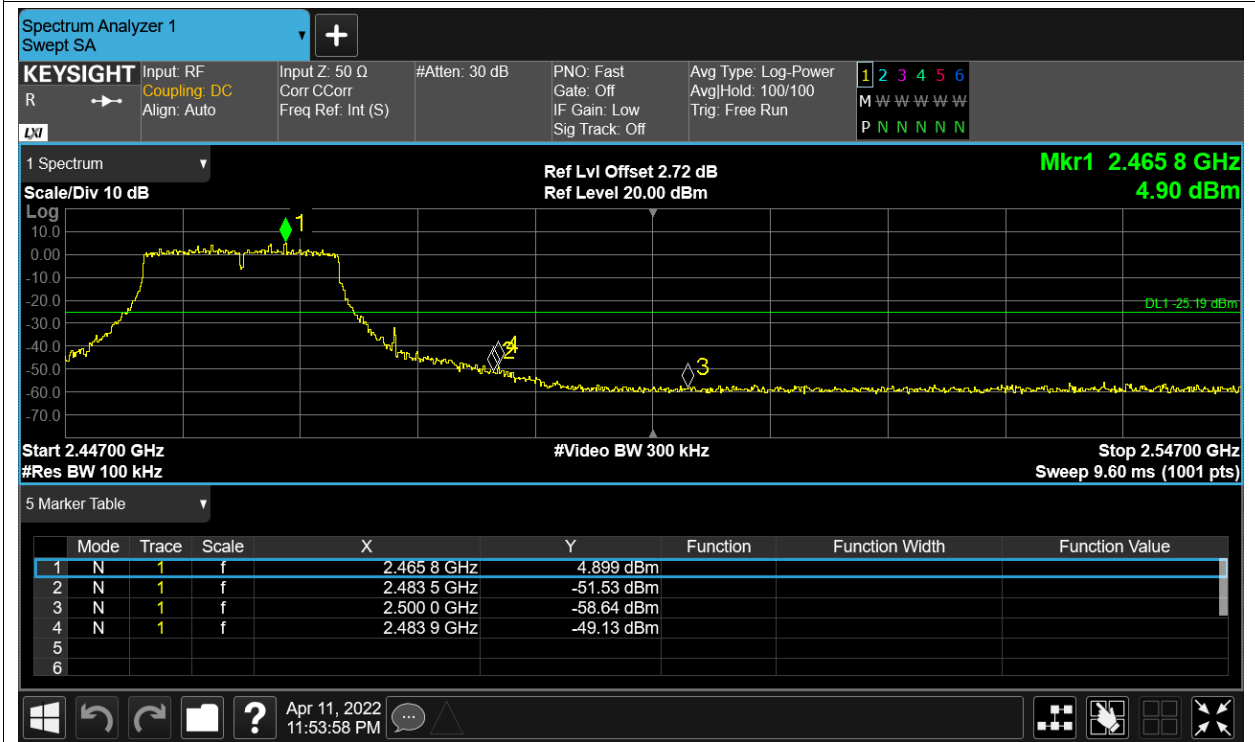 Spectrum Analyzer 1
Swept SA
+
KEYSIGHT Input: RF Input Z: 50 Ω #Atten: 30 dB PNO: Fast Avg Type: Log-Power 1 2 3 4 5 6
R Coupling: DC Corr CCorr Gate: Off Avg|Hold: 100/100 M W W W W W
Align: Auto Freq Ref: Int (S) IF Gain: Low Trig: Free Run
LXI Sig Track: Off P N N N N N
1 Spectrum Ref Lvl Offset 2.72 dB Mkr1 2.465 8 GHz
Scale/Div 10 dB Ref Level 20.00 dBm 4.90 dBm
Log
1
10.0
0.00
-10.0
-20.0
DL1 -25.19 dBm
-30.0
-40.0
2 4
-50.0
3
-60.0
-70.0
Start 2.44700 GHz #Video BW 300 kHz Stop 2.54700 GHz
#Res BW 100 kHz Sweep 9.60 ms (1001 pts)
5 Marker Table
Mode Trace Scale X Y Function Function Width Function Value
1 N 1 f 2.465 8 GHz 4.899 dBm
2 N 1 f 2.483 5 GHz -51.53 dBm
3 N 1 f 2.500 0 GHz -58.64 dBm
4 N 1 f 2.483 9 GHz -49.13 dBm
5
6
? Apr 11, 2022
11:53:58 PM